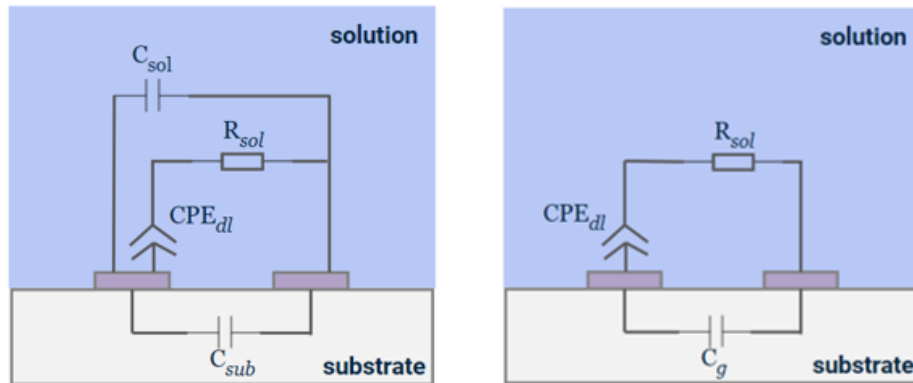 solution
C_sol
R_sol
CPE_dl
C_sub
substrate
solution
R_sol
CPE_dl
C_g
substrate